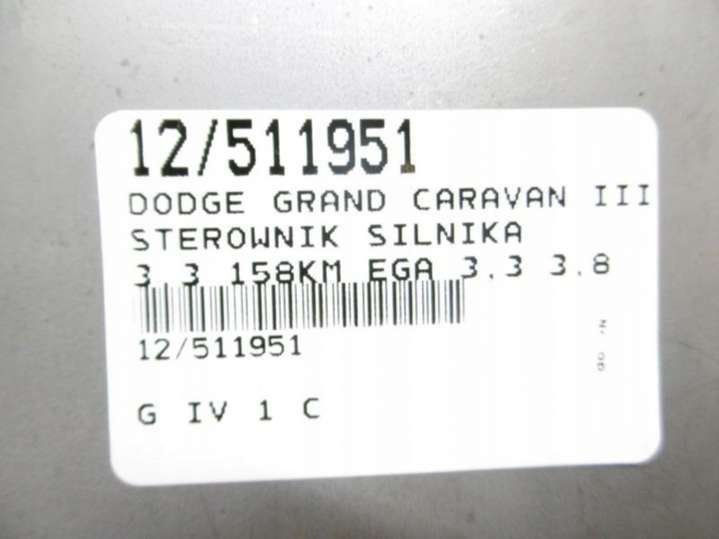 12/511951
DODGE GRAND CARAVAN III
STEROWNIK SILNIKA
3 3 158KM EGA 3.3 3.8
12/511951
G IV 1 C